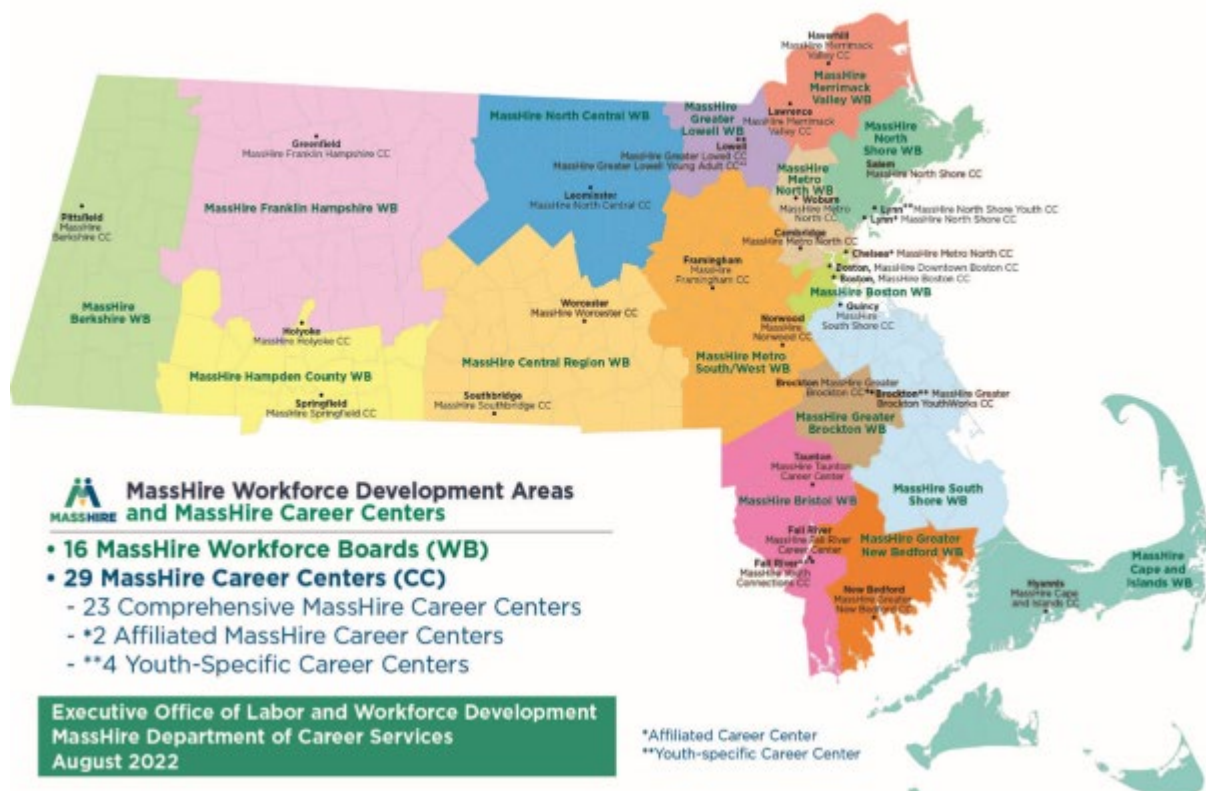 Haverhill
MassHire Merrimack
Valley CC
MassHire
Merrimack
Valley WB
Lawrence
MassHire Merrimack
Valley CC
MassHire North Central WB
MassHire
Greater
Lowell WB
Lowell
MassHire Greater Lowell CC
MassHire Greater Lowell Young Adult CC**
MassHire
North
Shore WB
Salem
MassHire North Shore CC
MassHire
Metro
North WB
Woburn
MassHire Metro
North CC
Lynn** MassHire North Shore Youth CC
Lynn* MassHire North Shore CC
Greenfield
MassHire Franklin Hampshire CC
MassHire Franklin Hampshire WB
Leominster
MassHire North Central CC
Pittsfield
MassHire
Berkshire CC
MassHire
Berkshire WB
Cambridge
MassHire Metro North CC
Chelsea* MassHire Metro North CC
Boston, MassHire Downtown Boston CC
Boston, MassHire Boston CC
MassHire Boston WB
Framingham
MassHire
Framingham CC
Quincy
MassHire
South Shore CC
Norwood
MassHire
Norwood CC
MassHire Metro
South/West WB
Worcester
MassHire Worcester CC
MassHire Central Region WB
Southbridge
MassHire Southbridge CC
Holyoke
MassHire Holyoke CC
MassHire Hampden County WB
Springfield
MassHire Springfield CC
Brockton MassHire Greater
Brockton CC
Brockton** MassHire Greater
Brockton YouthWorks CC
MassHire Greater
Brockton WB
Taunton
MassHire Taunton
Career Center
MassHire Bristol WB
MassHire South
Shore WB
Fall River
MassHire Fall River
Career Center
Fall River**
MassHire Youth
Connections CC
MassHire Greater
New Bedford WB
New Bedford
MassHire Greater
New Bedford CC
Hyannis
MassHire Cape
and Islands CC
MassHire
Cape and
Islands WB
MASSHIRE
MassHire Workforce Development Areas
and MassHire Career Centers
• 16 MassHire Workforce Boards (WB)
• 29 MassHire Career Centers (CC)
- 23 Comprehensive MassHire Career Centers
- *2 Affiliated MassHire Career Centers
- **4 Youth-Specific Career Centers
Executive Office of Labor and Workforce Development
MassHire Department of Career Services
August 2022
*Affiliated Career Center
**Youth-specific Career Center